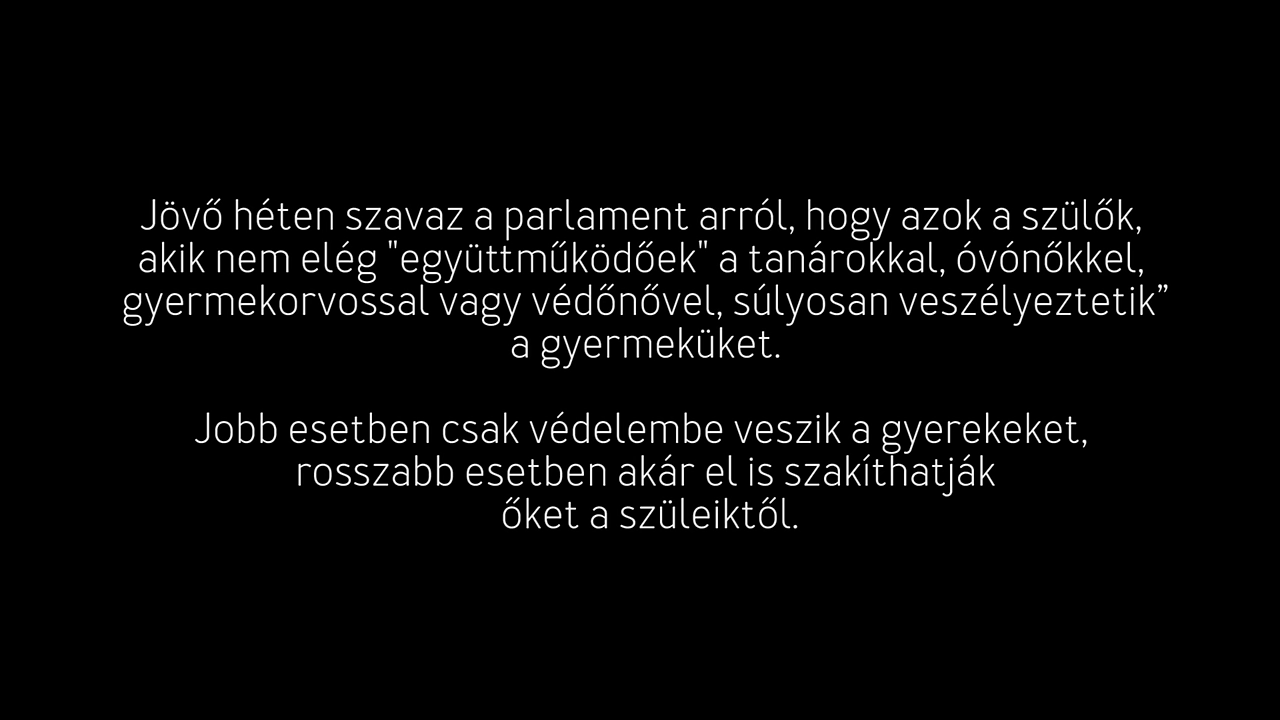 Jövő héten szavaz a parlament arról, hogy azok a szülők,
akik nem elég "együttműködőek" a tanárokkal, óvónőkkel,
gyermekorvossal vagy védőnővel, súlyosan veszélyeztetik”
a gyermeküket.
Jobb esetben csak védelembe veszik a gyerekeket,
rosszabb esetben akár el is szakíthatják
őket a szüleiktől.